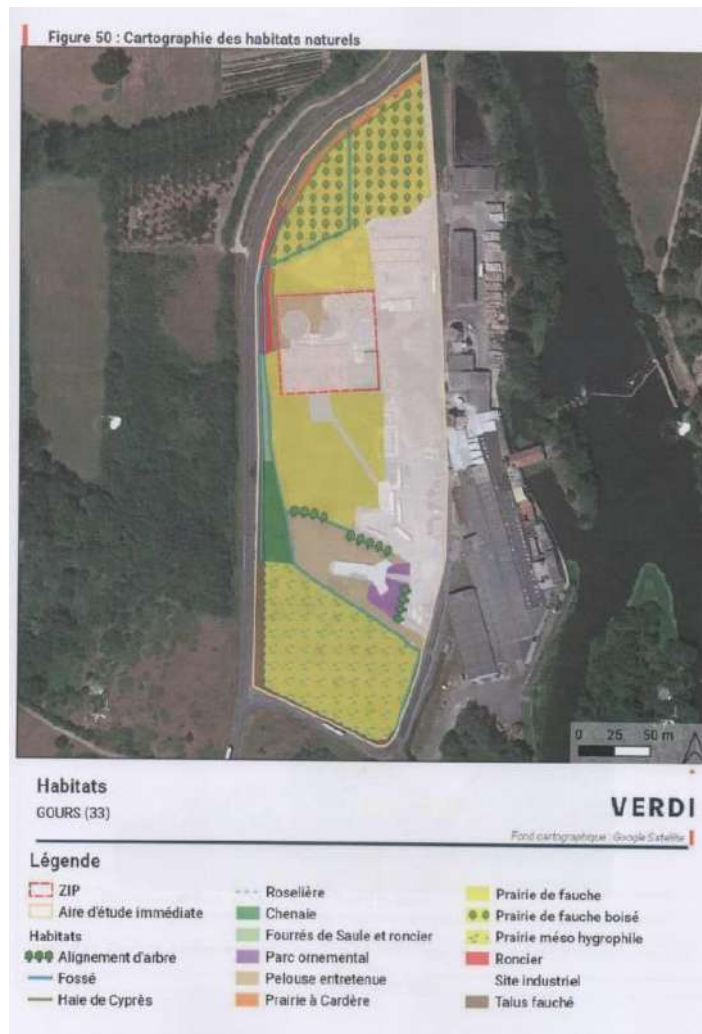 Figure 50 : Cartographie des habitats naturels
0 25 50 m
Habitats
GOURS (33)
VERDI
Fond cartographique : Google Satelite
Légende
ZIP
Aire d'étude immédiate
Habitats
Alignement d'arbre
Fossé
Haie de Cyprès
Roselière
Chenaie
Fourrés de Saule et roncier
Parc ornemental
Pelouse entretenue
Prairie à Cardère
Prairie de fauche
Prairie de fauche boisé
Prairie méso hygrophile
Roncier
Site industriel
Talus fauché